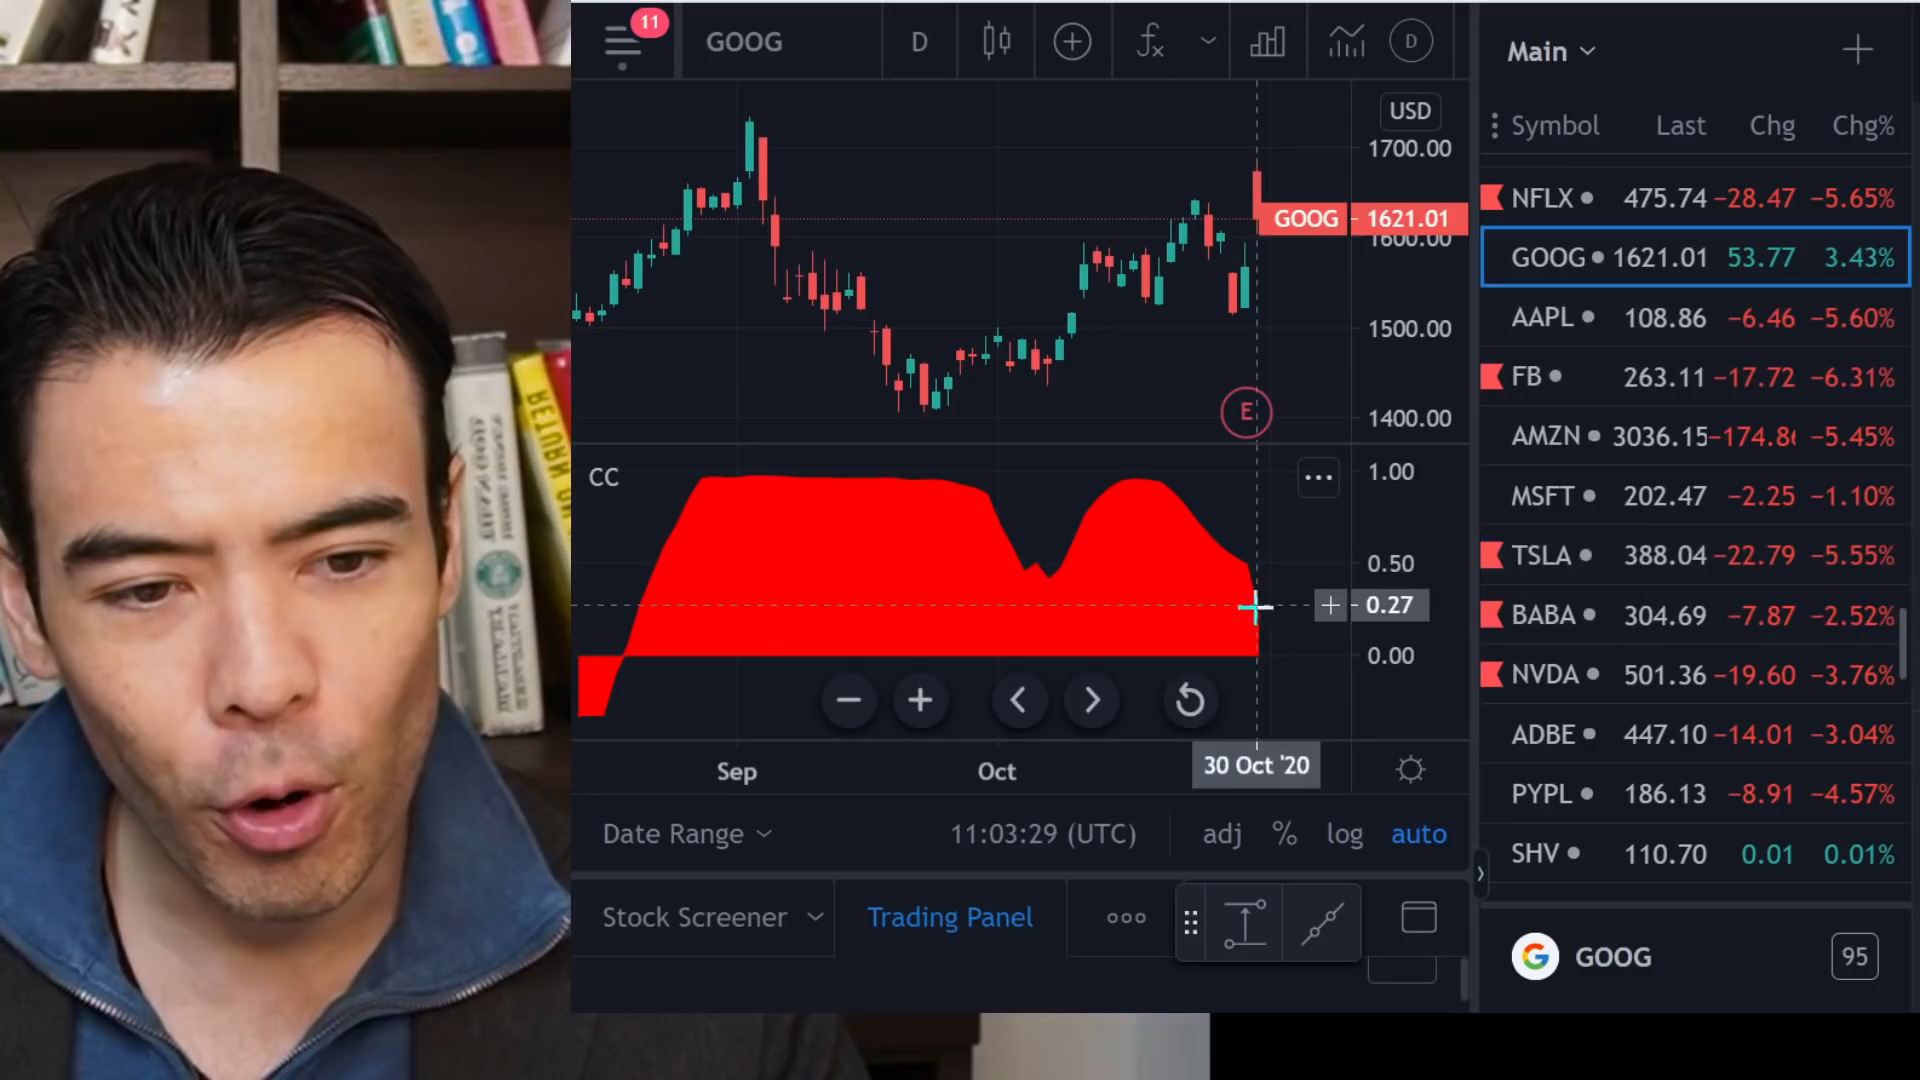 11
GOOG
D
D
Main
USD
Symbol Last Chg Chg%
1700.00
NFLX 475.74 −28.47 −5.65%
GOOG 1621.01
1600.00
GOOG 1621.01 53.77 3.43%
AAPL 108.86 −6.46 −5.60%
1500.00
FB 263.11 −17.72 −6.31%
E
1400.00
AMZN 3036.15 −174.86 −5.45%
CC
1.00
MSFT 202.47 −2.25 −1.10%
0.50
TSLA 388.04 −22.79 −5.55%
0.27
BABA 304.69 −7.87 −2.52%
0.00
NVDA 501.36 −19.60 −3.76%
ADBE 447.10 −14.01 −3.04%
Sep
Oct
30 Oct '20
PYPL 186.13 −8.91 −4.57%
Date Range
11:03:29 (UTC)
adj % log auto
SHV 110.70 0.01 0.01%
Stock Screener
Trading Panel
GOOG
95